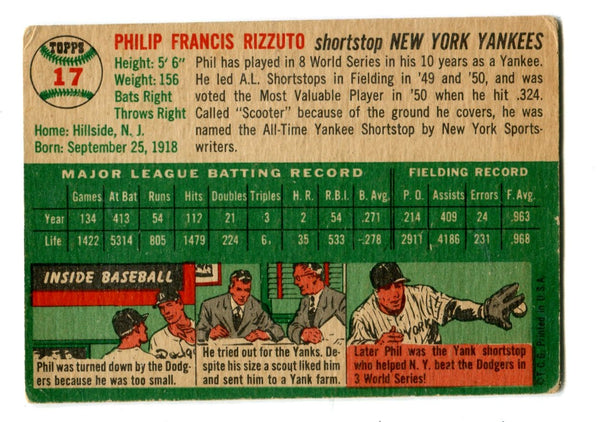 TOPPS
17
PHILIP FRANCIS RIZZUTO shortstop NEW YORK YANKEES
Height: 5' 6"
Weight: 156
Bats Right
Throws Right
Home: Hillside, N. J.
Born: September 25, 1918
Phil has played in 8 World Series in his 10 years as a Yankee.
He led A.L. Shortstops in Fielding in '49 and '50, and was
voted the Most Valuable Player in '50 when he hit .324.
Called “Scooter” because of the ground he covers, he was
named the All-Time Yankee Shortstop by New York Sports-
writers.
MAJOR LEAGUE BATTING RECORD FIELDING RECORD
Games At Bat Runs Hits Doubles Triples H. R. R.B.I. B. Avg. P. O. Assists Errors F. Avg.
Year 134 413 54 112 21 3 2 54 .271 214 409 24 .963
Life 1422 5314 805 1479 224 6 35 533 .278 2911 4186 231 .968
INSIDE BASEBALL
Dodgers
Phil was turned down by the Dodg-
ers because he was too small.
He tried out for the Yanks. De-
spite his size a scout liked him
and sent him to a Yank farm.
YORK
Later Phil was the Yank shortstop
who helped N. Y. beat the Dodgers in
3 World Series!
© T. C. G. Printed in U.S.A.